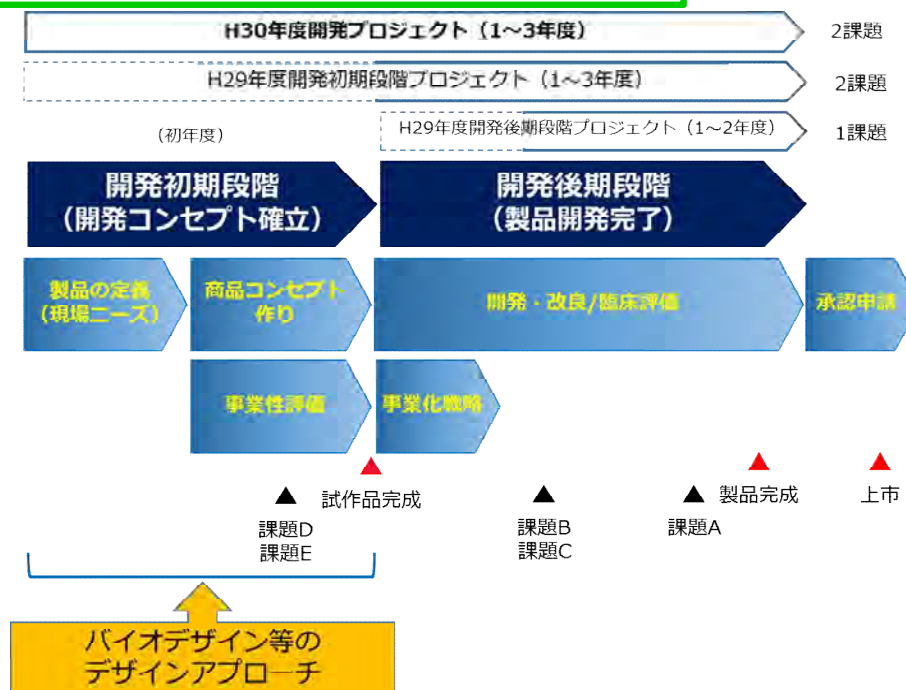 H30年度開発プロジェクト（1～3年度）
2課題
H29年度開発初期段階プロジェクト（1～3年度）
2課題
H29年度開発後期段階プロジェクト（1～2年度）
1課題
（初年度）
開発初期段階
（開発コンセプト確立）
開発後期段階
（製品開発完了）
製品の定義
（現場ニーズ）
商品コンセプト
作り
開発・改良/臨床評価
承認申請
事業性評価
事業化戦略
試作品完成
製品完成
上市
課題D
課題E
課題B
課題C
課題A
バイオデザイン等の
デザインアプローチ